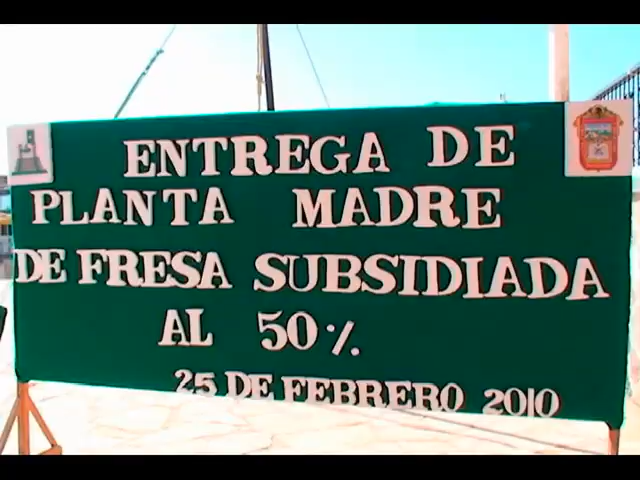 ENTREGA DE
PLANTA MADRE
DE FRESA SUBSIDIADA
AL 50%
25 DE FEBRERO 2010